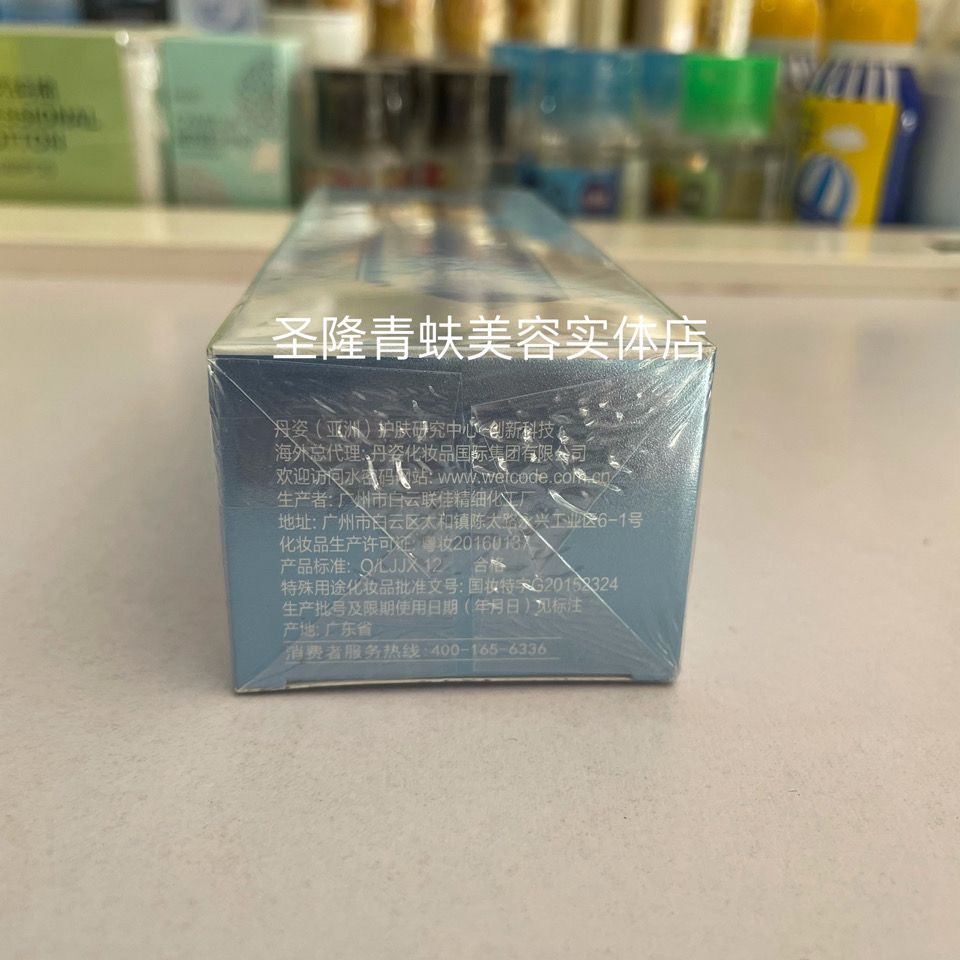 SSIONAL
OTION
圣隆青蚨美容实体店
丹姿（亚洲）护肤研究中心 创新科技
海外总代理: 丹姿化妆品国际集团有限公司
欢迎访问水密码网站: www.wetcode.com.cn
生产者: 广州市白云联佳精细化工厂
地址: 广州市白云区太和镇陈太路永兴工业区6-1号
化妆品生产许可证: 粤妆20160137
产品标准: Q/LJJX 12 合格
特殊用途化妆品批准文号: 国妆特字G20152324
生产批号及限期使用日期（年月日）见标注
产地: 广东省
消费者服务热线: 400-165-6336